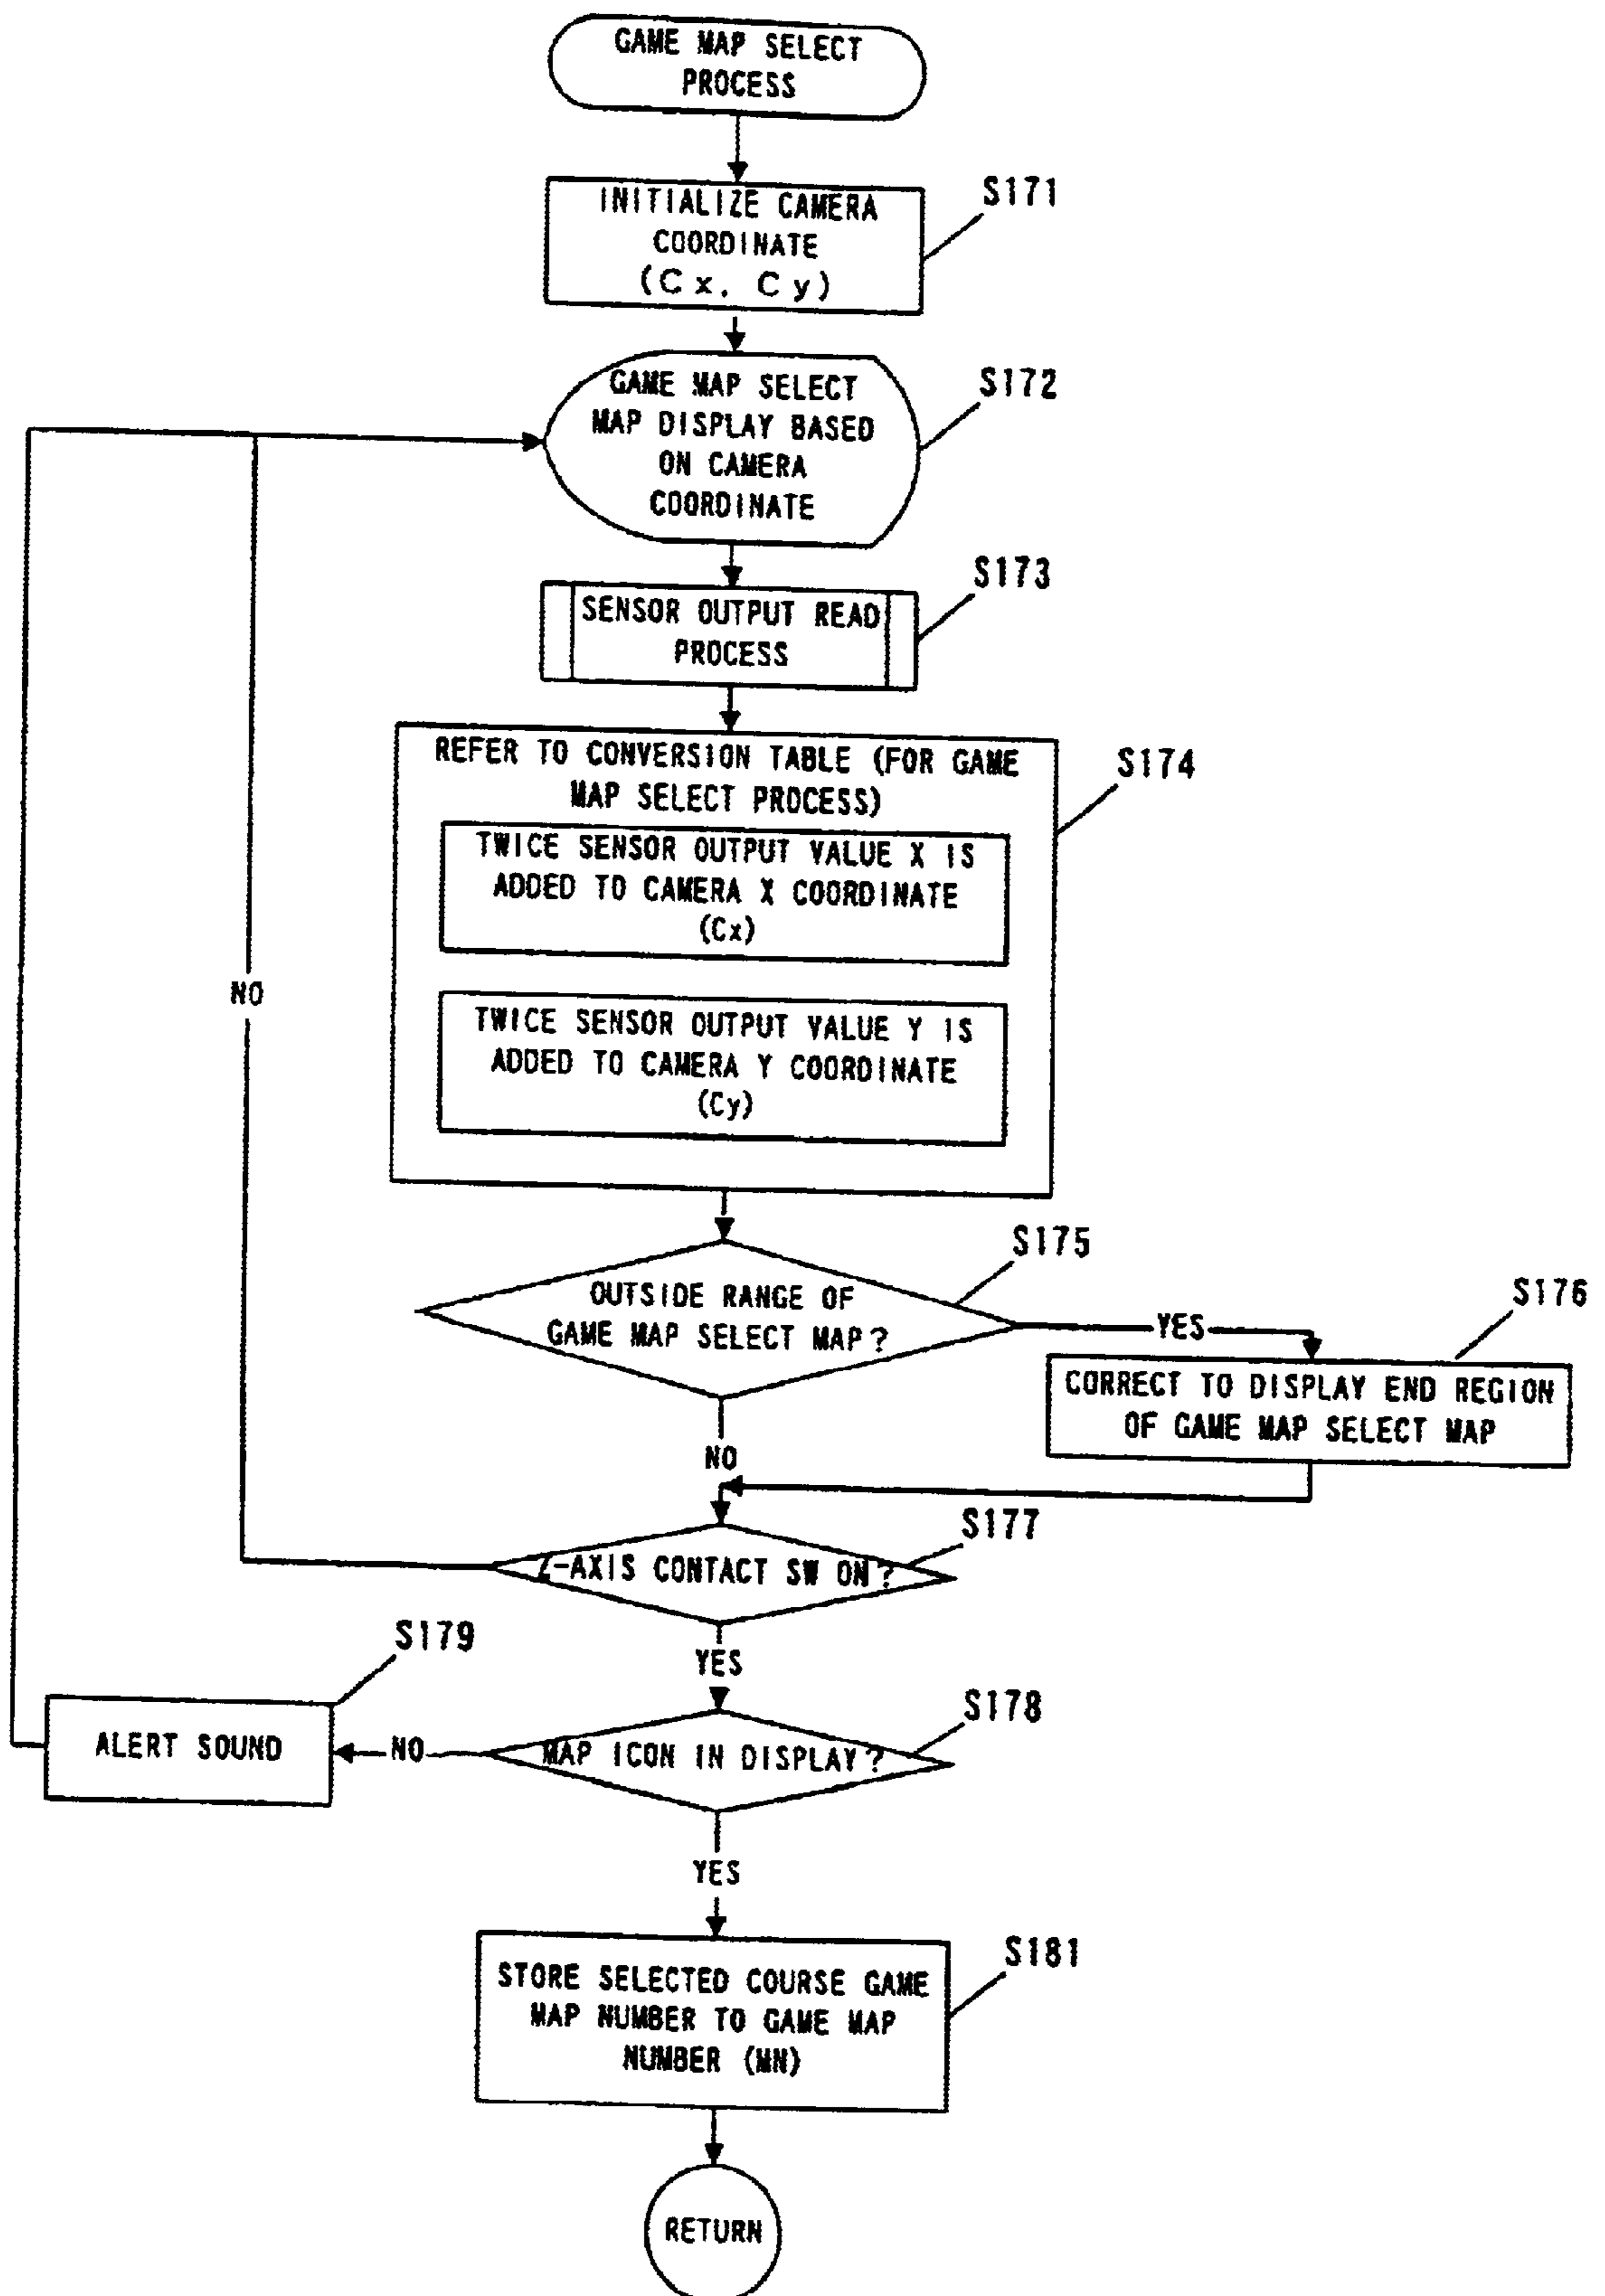 GAME MAP SELECT
PROCESS
INITIALIZE CAMERA
COORDINATE
(Cx, Cy)
S171
GAME MAP SELECT
MAP DISPLAY BASED
ON CAMERA
COORDINATE
S172
SENSOR OUTPUT READ
PROCESS
S173
REFER TO CONVERSION TABLE (FOR GAME
MAP SELECT PROCESS)
S174
TWICE SENSOR OUTPUT VALUE X IS
ADDED TO CAMERA X COORDINATE
(Cx)
NO
TWICE SENSOR OUTPUT VALUE Y IS
ADDED TO CAMERA Y COORDINATE
(Cy)
S175
OUTSIDE RANGE OF
GAME MAP SELECT MAP?
YES
S176
CORRECT TO DISPLAY END REGION
OF GAME MAP SELECT MAP
NO
S177
Z-AXIS CONTACT SW ON?
YES
S179
ALERT SOUND
NO
S178
MAP ICON IN DISPLAY?
YES
S181
STORE SELECTED COURSE GAME
MAP NUMBER TO GAME MAP
NUMBER (MN)
RETURN